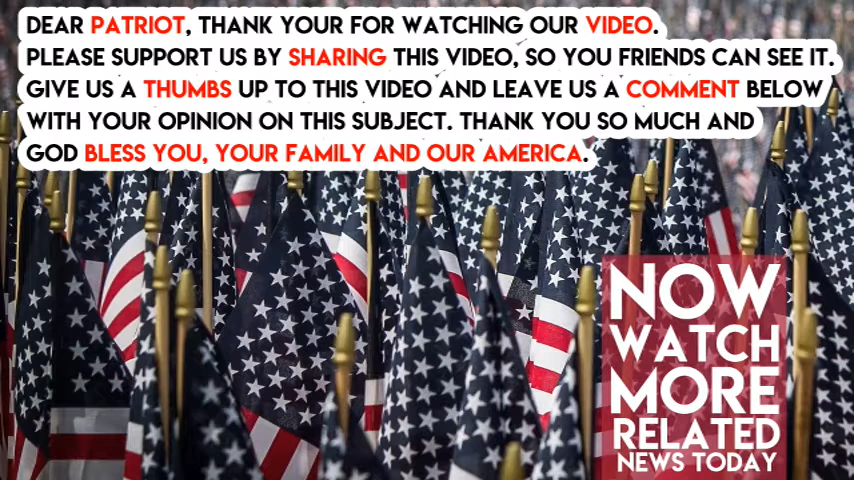 DEAR PATRIOT, THANK YOUR FOR WATCHING OUR VIDEO.
PLEASE SUPPORT US BY SHARING THIS VIDEO, SO YOU FRIENDS CAN SEE IT.
GIVE US A THUMBS UP TO THIS VIDEO AND LEAVE US A COMMENT BELOW
WITH YOUR OPINION ON THIS SUBJECT. THANK YOU SO MUCH AND
GOD BLESS YOU, YOUR FAMILY AND OUR AMERICA.
NOW
WATCH
MORE
RELATED
NEWS TODAY